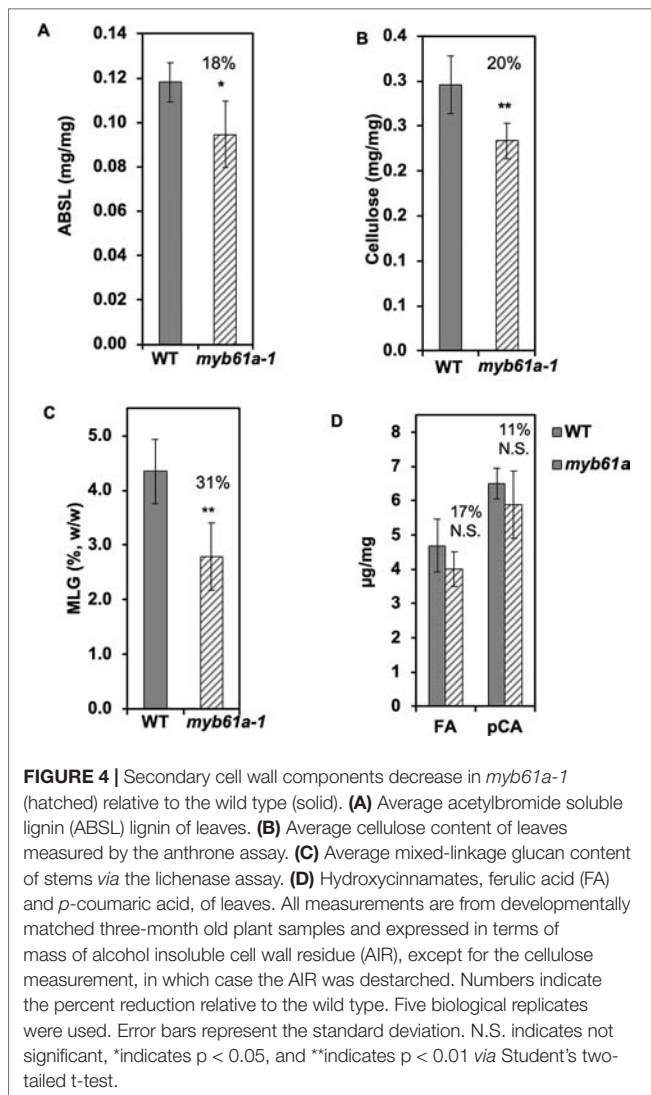 A
18%
*
ABSL (mg/mg)
0.12
0.10
0.08
0.06
0.04
0.02
0.00
WT myb61a-1
B
20%
**
Cellulose (mg/mg)
0.4
0.3
0.3
0.2
0.2
0.1
0.1
0.0
WT myb61a-1
C
31%
**
MLG (%, w/w)
5.0
4.0
3.0
2.0
1.0
0.0
WT myb61a-1
D
11%
N.S.
17%
N.S.
µg/mg
8
7
6
5
4
3
2
1
0
FA pCA
WT
myb61a
FIGURE 4 | Secondary cell wall components decrease in myb61a-1
(hatched) relative to the wild type (solid). (A) Average acetylbromide soluble
lignin (ABSL) lignin of leaves. (B) Average cellulose content of leaves
measured by the anthrone assay. (C) Average mixed-linkage glucan content
of stems via the lichenase assay. (D) Hydroxycinnamates, ferulic acid (FA)
and p-coumaric acid, of leaves. All measurements are from developmentally
matched three-month old plant samples and expressed in terms of
mass of alcohol insoluble cell wall residue (AIR), except for the cellulose
measurement, in which case the AIR was destarched. Numbers indicate
the percent reduction relative to the wild type. Five biological replicates
were used. Error bars represent the standard deviation. N.S. indicates not
significant, *indicates p < 0.05, and **indicates p < 0.01 via Student's two-
tailed t-test.